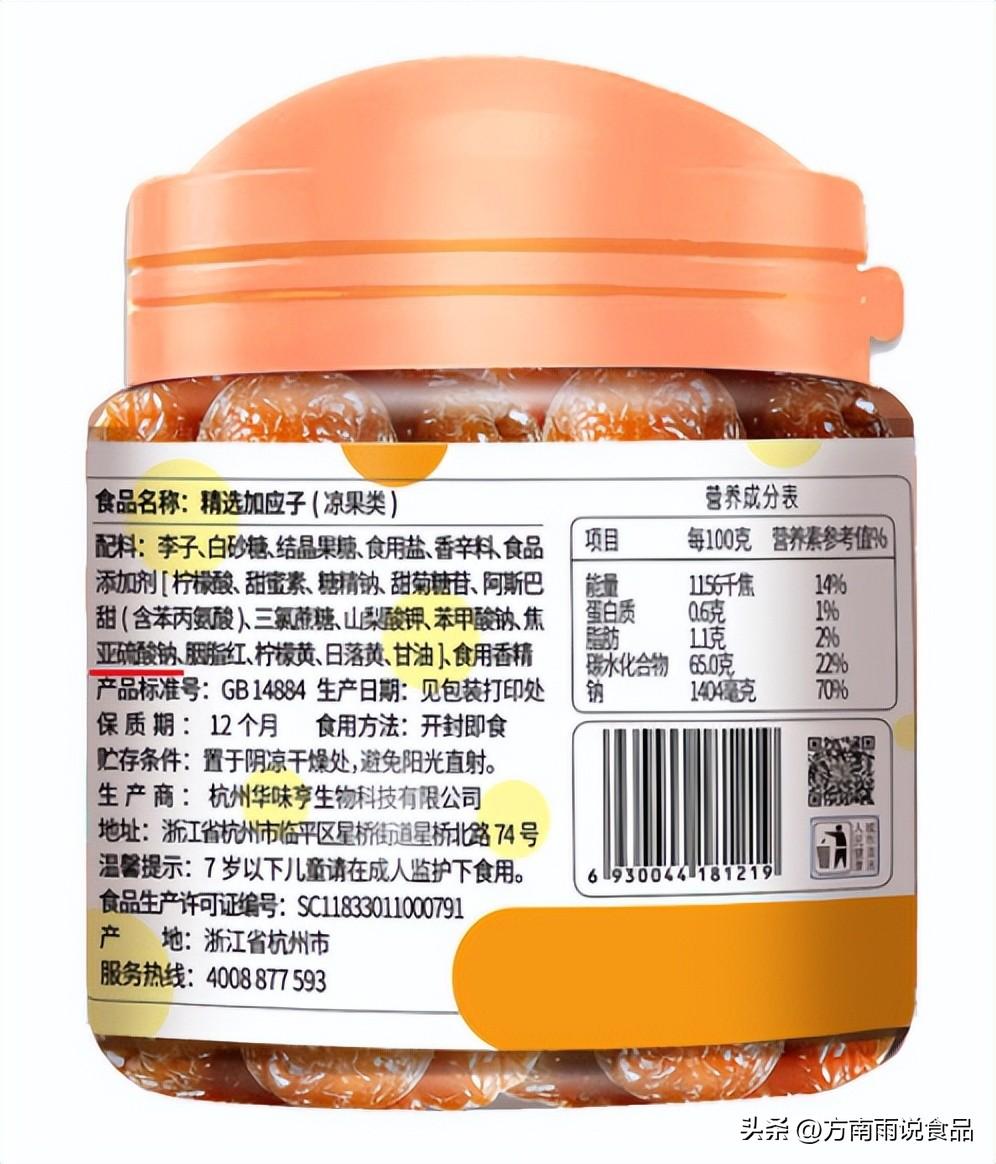 食品名称：精选加应子(凉果类)
配料：李子、白砂糖、结晶果糖、食用盐、香辛料、食品
添加剂[柠檬酸、甜蜜素、糖精钠、甜菊糖苷、阿斯巴
甜(含苯丙氨酸)、三氯蔗糖、山梨酸钾、苯甲酸钠、焦
亚硫酸钠、胭脂红、柠檬黄、日落黄、甘油]、食用香精
产品标准号：GB 14884 生产日期：见包装打印处
保质期：12个月 食用方法：开封即食
贮存条件：置于阴凉干燥处,避免阳光直射。
生产商：杭州华味亨生物科技有限公司
地址：浙江省杭州市临平区星桥街道星桥北路74号
温馨提示：7岁以下儿童请在成人监护下食用。
食品生产许可证编号：SC11833011000791
产地：浙江省杭州市
服务热线：4008 877 593
营养成分表
项目 每100克 营养素参考值%
能量 1156千焦 14%
蛋白质 0.6克 1%
脂肪 1.1克 2%
碳水化合物 65.0克 22%
钠 1404毫克 70%
6 930044 181219
头条 @方南雨说食品